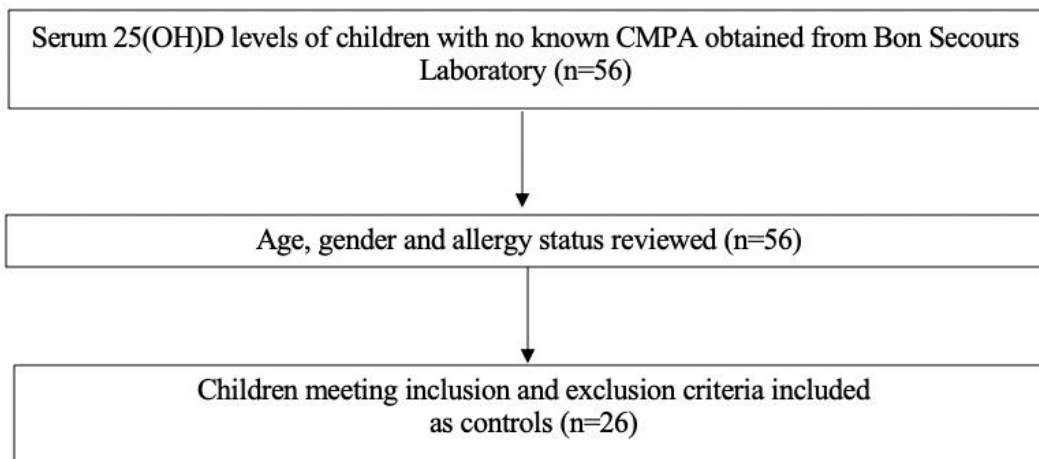 Serum 25(OH)D levels of children with no known CMPA obtained from Bon Secours
Laboratory (n=56)
Age, gender and allergy status reviewed (n=56)
Children meeting inclusion and exclusion criteria included
as controls (n=26)